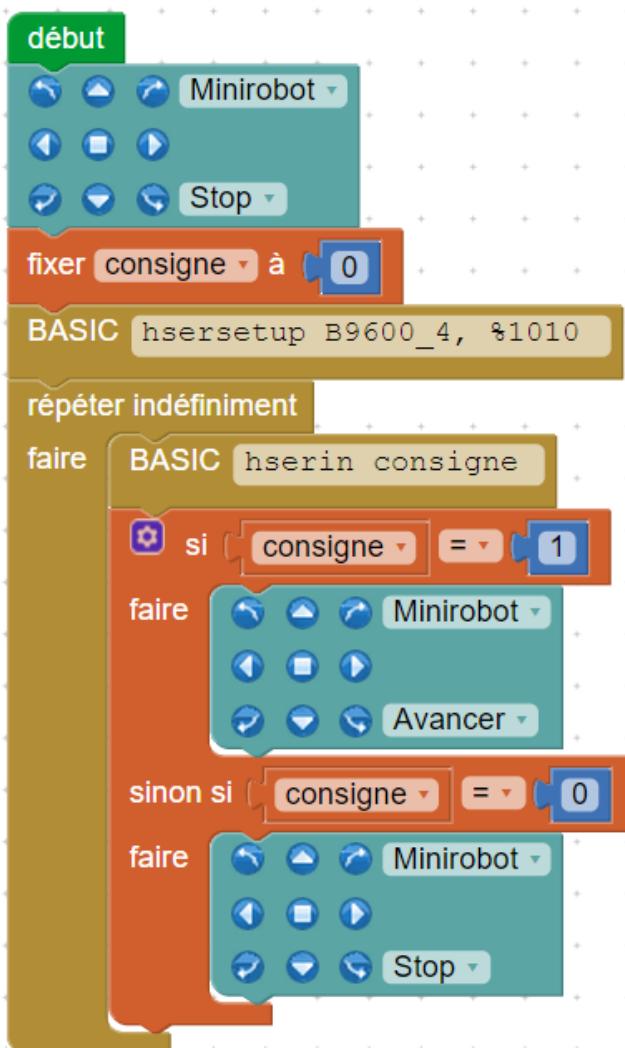 début
Minirobot
Stop
fixer consigne à 0
BASIC hsersetup B9600_4, %1010
répéter indéfiniment
faire BASIC hserin consigne
si consigne = 1
faire Minirobot
Avancer
sinon si consigne = 0
faire Minirobot
Stop